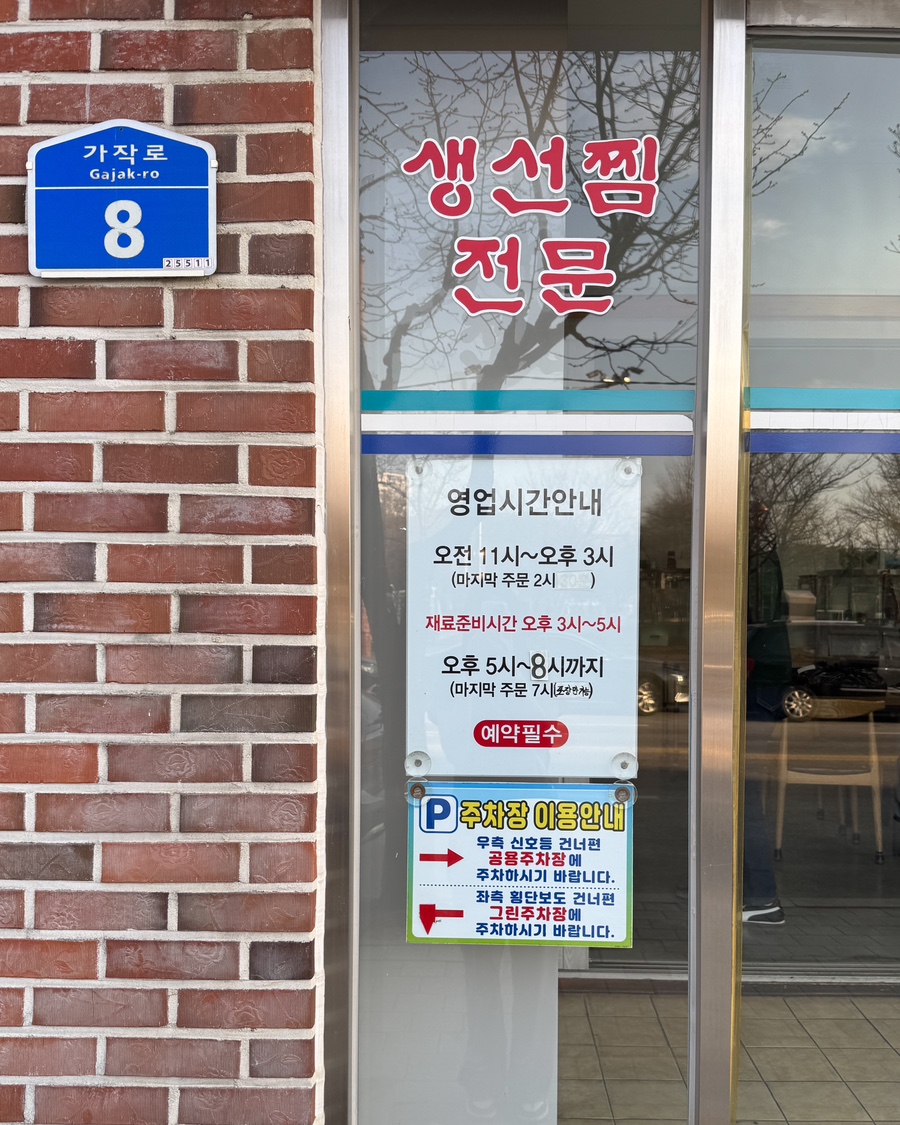 가작로
Gajak-ro
8
25511
생선찜
전문
영업시간안내
오전 11시~오후 3시
(마지막 주문 2시 )
재료준비시간 오후 3시~5시
오후 5시~8시까지
(마지막 주문 7시(포장만가능)
예약필수
P 주차장 이용안내
우측 신호등 건너편
공용주차장에
주차하시기 바랍니다.
좌측 횡단보도 건너편
그린주차장에
주차하시기 바랍니다.